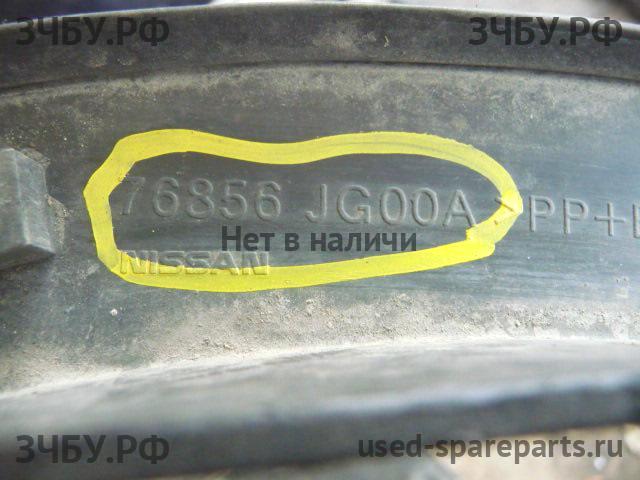 ЗЧБУ.РФ ЗЧБУ.РФ
76856 JG00A >PP+
Нет в наличи
NISSAN
ЗЧБУ.РФ used-spareparts.ru